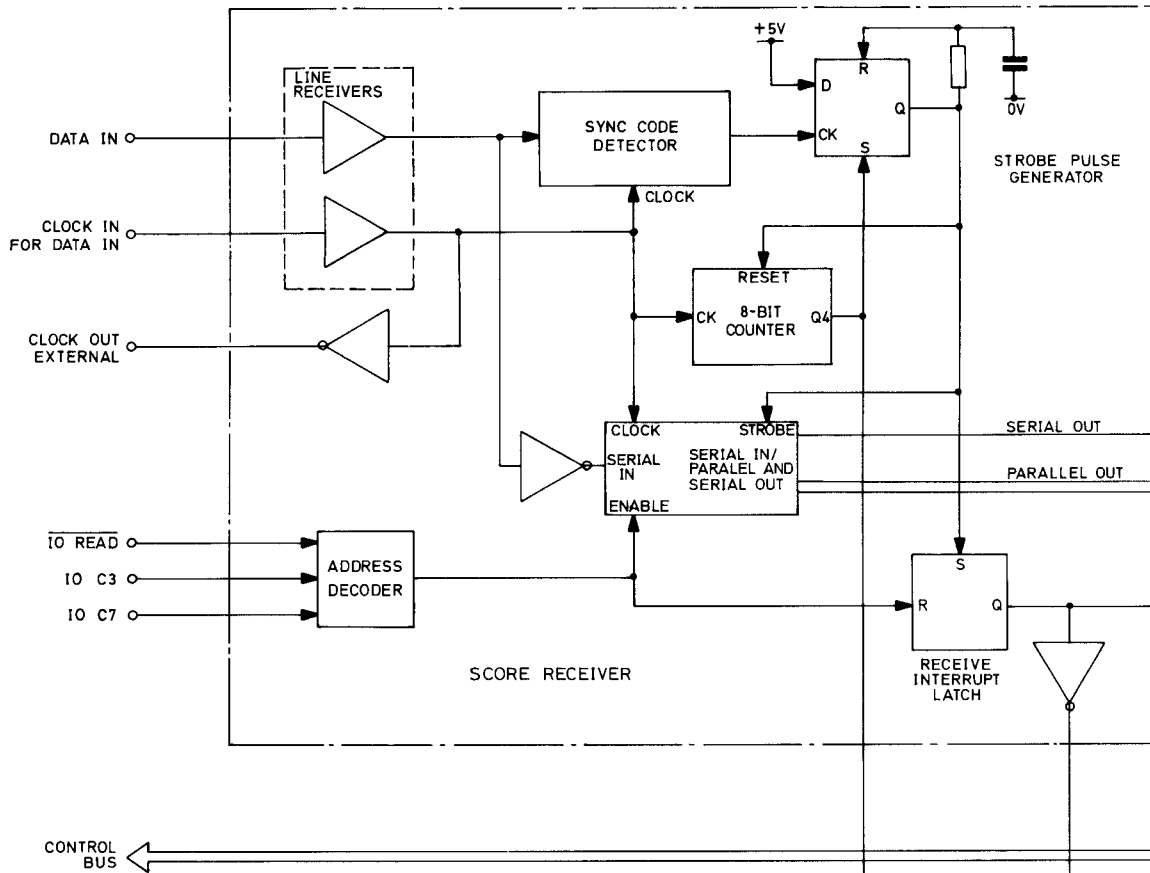 +5V
R
D
Q
CK
S
0V
LINE
RECEIVERS
DATA IN
SYNC CODE
DETECTOR
STROBE PULSE
GENERATOR
CLOCK
CLOCK IN
FOR DATA IN
RESET
CK
8-BIT
COUNTER
Q4
CLOCK OUT
EXTERNAL
CLOCK
STROBE
SERIAL
IN
SERIAL IN/
PARALEL AND
SERIAL OUT
ENABLE
SERIAL OUT
PARALLEL OUT
IO READ
IO C3
IO C7
ADDRESS
DECODER
S
R
Q
RECEIVE
INTERRUPT
LATCH
SCORE RECEIVER
CONTROL
BUS